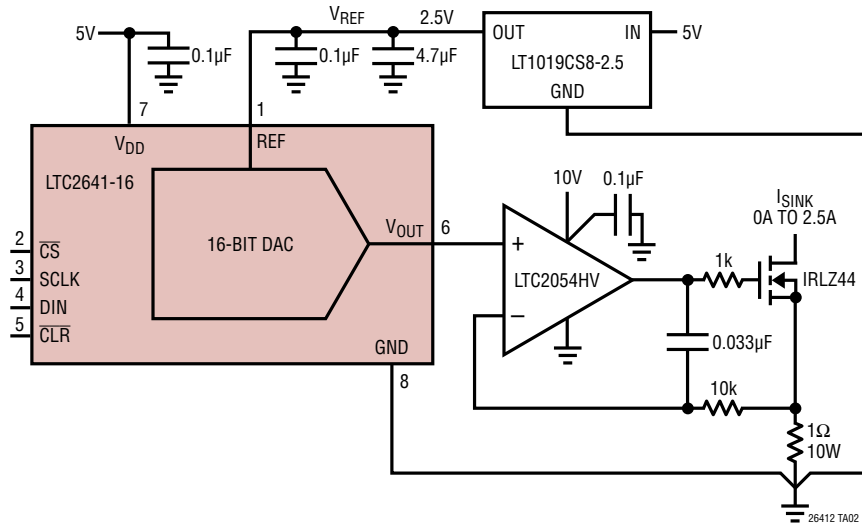 V_REF 2.5V
5V
0.1µF
0.1µF
4.7µF
OUT IN
5V
LT1019CS8-2.5
GND
7
1
V_DD
REF
LTC2641-16
16-BIT DAC
V_OUT
6
2 C̅S̅
3 SCLK
4 DIN
5 C̅L̅R̅
GND
8
10V
0.1µF
+
LTC2054HV
−
I_SINK
0A TO 2.5A
1k
IRLZ44
0.033µF
10k
1Ω
10W
26412 TA02